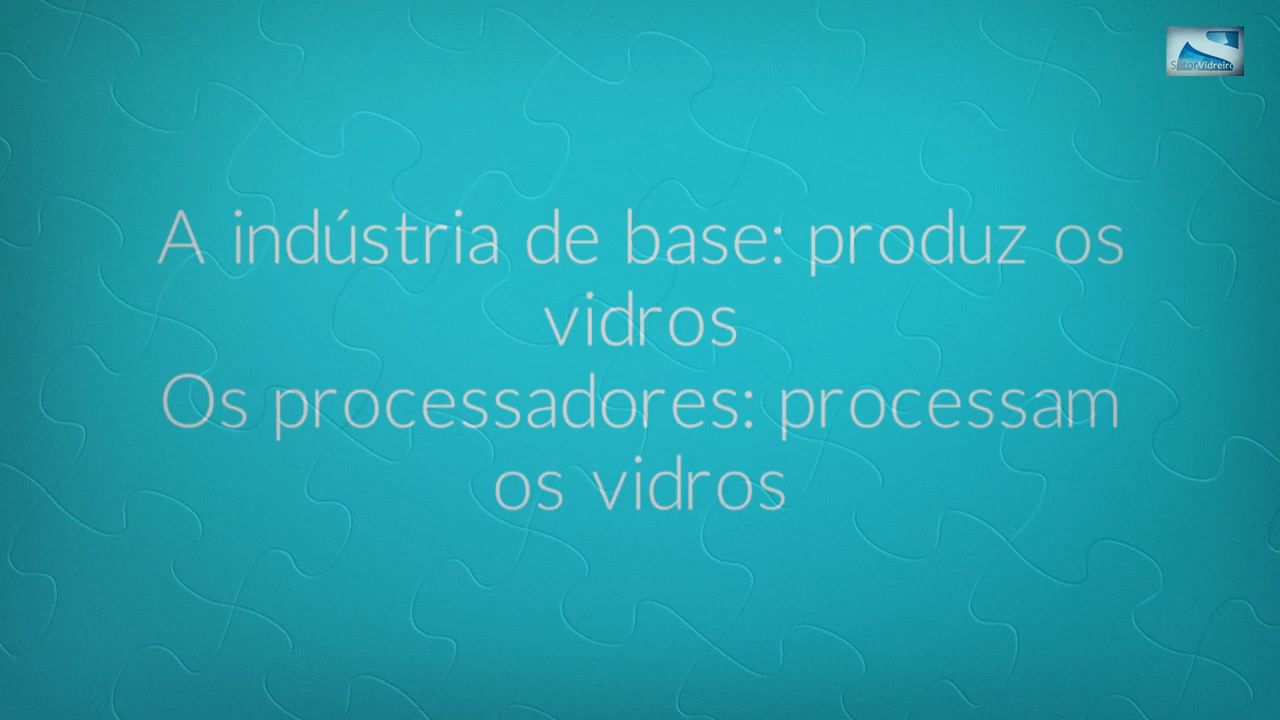 SetorVidreiro
A indústria de base: produz os
vidros
Os processadores: processam
os vidros